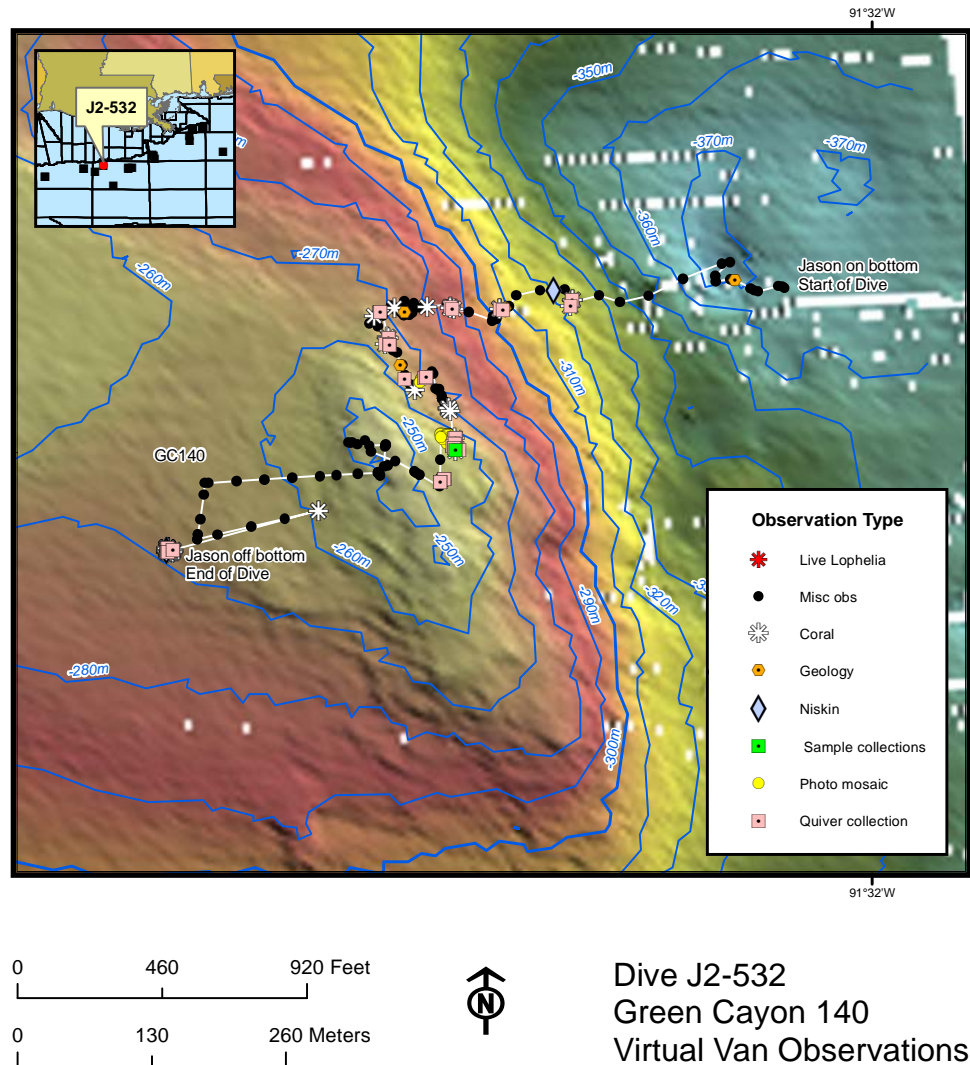 91°32'W
J2-532
-350m
-370m
-370m
m
-360m
-270m
-260m
Jason on bottom
Start of Dive
-310m
-250m
GC140
-260m
-250m
Jason off bottom
End of Dive
-290m
-320m
-280m
-300m
Observation Type
Live Lophelia
Misc obs
Coral
Geology
Niskin
Sample collections
Photo mosaic
Quiver collection
91°32'W
0 460 920 Feet
0 130 260 Meters
N
Dive J2-532
Green Cayon 140
Virtual Van Observations